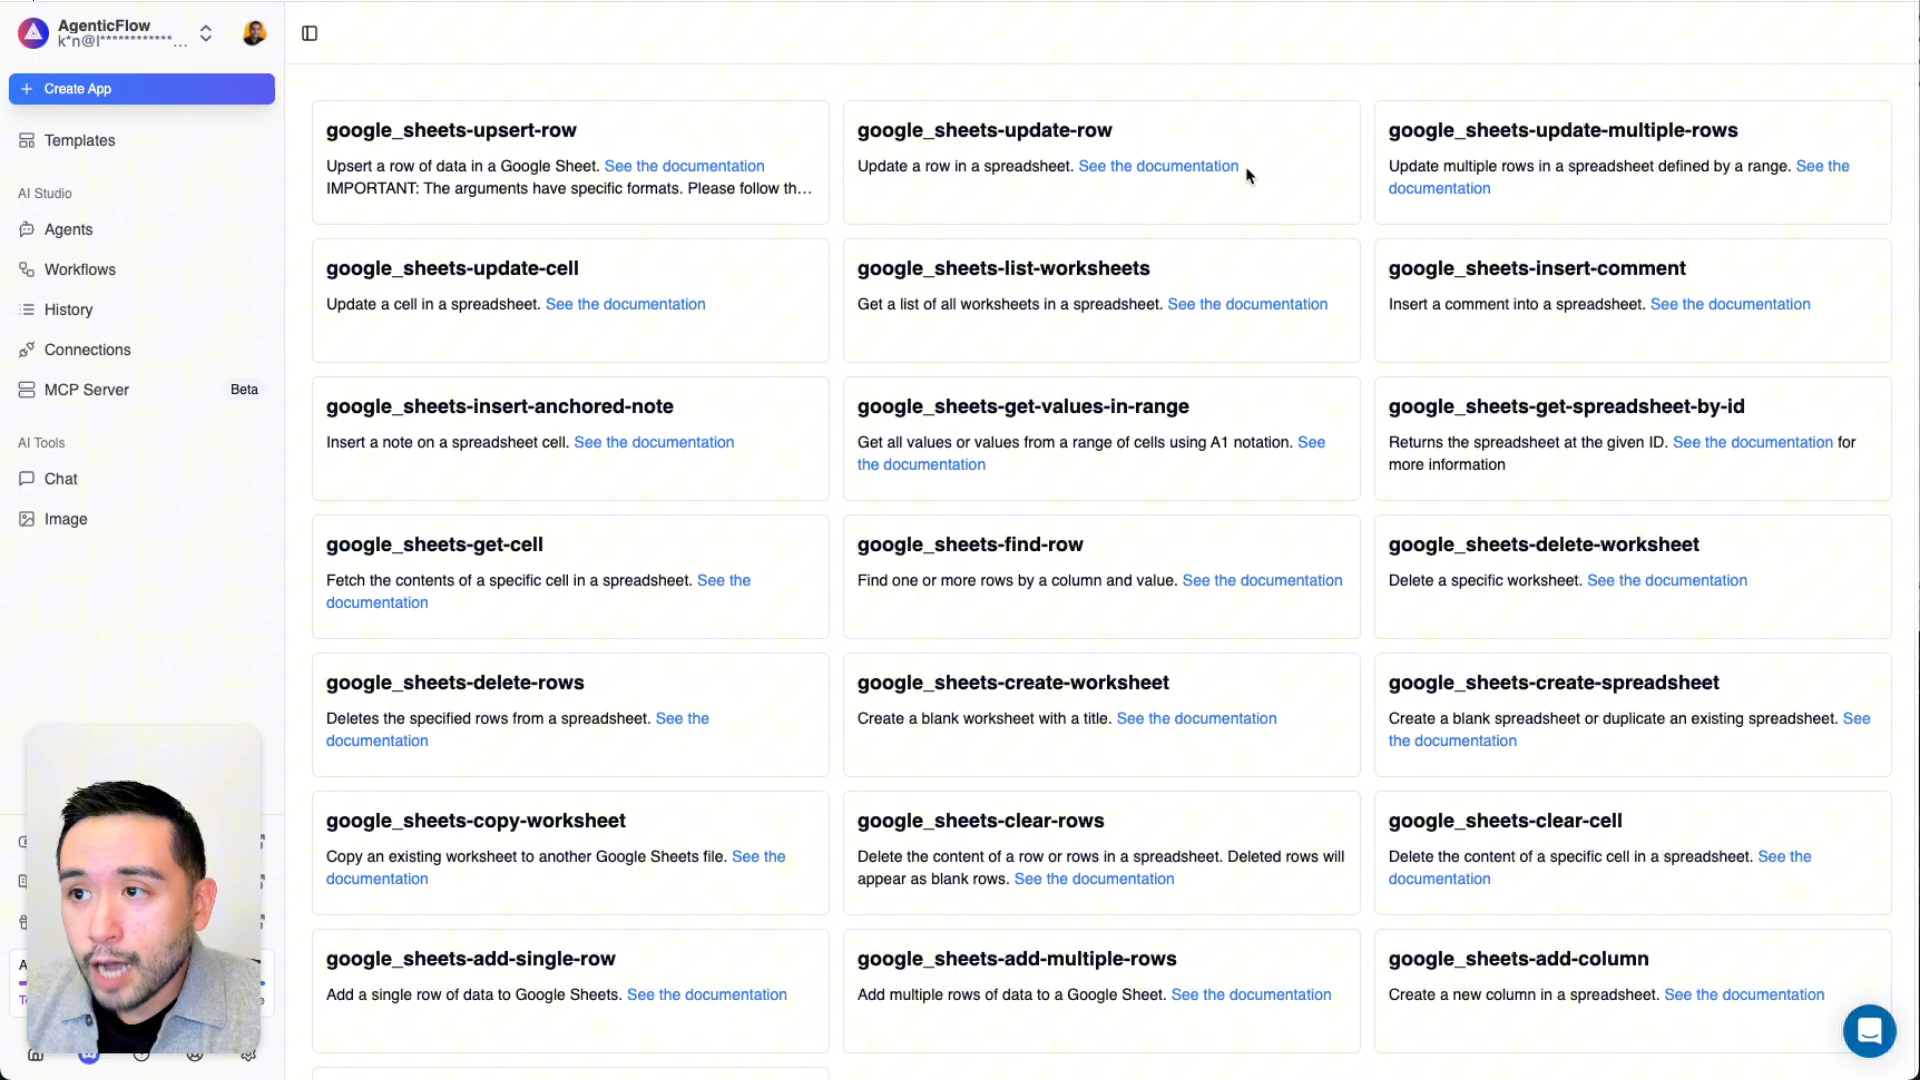 AgenticFlow
k*n@l************...
Create App
Templates
AI Studio
Agents
Workflows
History
Connections
MCP Server Beta
AI Tools
Chat
Image
google_sheets-upsert-row
Upsert a row of data in a Google Sheet. See the documentation
IMPORTANT: The arguments have specific formats. Please follow th...
google_sheets-update-row
Update a row in a spreadsheet. See the documentation
google_sheets-update-multiple-rows
Update multiple rows in a spreadsheet defined by a range. See the
documentation
google_sheets-update-cell
Update a cell in a spreadsheet. See the documentation
google_sheets-list-worksheets
Get a list of all worksheets in a spreadsheet. See the documentation
google_sheets-insert-comment
Insert a comment into a spreadsheet. See the documentation
google_sheets-insert-anchored-note
Insert a note on a spreadsheet cell. See the documentation
google_sheets-get-values-in-range
Get all values or values from a range of cells using A1 notation. See
the documentation
google_sheets-get-spreadsheet-by-id
Returns the spreadsheet at the given ID. See the documentation for
more information
google_sheets-get-cell
Fetch the contents of a specific cell in a spreadsheet. See the
documentation
google_sheets-find-row
Find one or more rows by a column and value. See the documentation
google_sheets-delete-worksheet
Delete a specific worksheet. See the documentation
google_sheets-delete-rows
Deletes the specified rows from a spreadsheet. See the
documentation
google_sheets-create-worksheet
Create a blank worksheet with a title. See the documentation
google_sheets-create-spreadsheet
Create a blank spreadsheet or duplicate an existing spreadsheet. See
the documentation
google_sheets-copy-worksheet
Copy an existing worksheet to another Google Sheets file. See the
documentation
google_sheets-clear-rows
Delete the content of a row or rows in a spreadsheet. Deleted rows will
appear as blank rows. See the documentation
google_sheets-clear-cell
Delete the content of a specific cell in a spreadsheet. See the
documentation
google_sheets-add-single-row
Add a single row of data to Google Sheets. See the documentation
google_sheets-add-multiple-rows
Add multiple rows of data to a Google Sheet. See the documentation
google_sheets-add-column
Create a new column in a spreadsheet. See the documentation